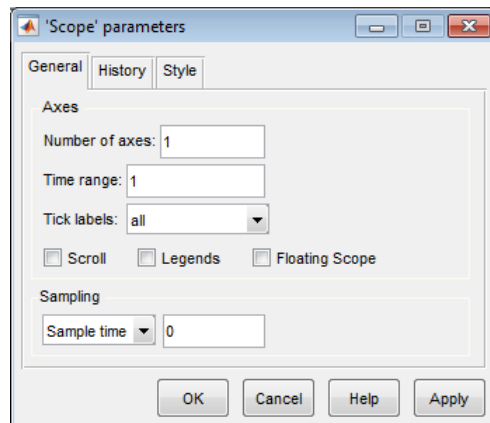 'Scope' parameters
General History Style
Axes
Number of axes: 1
Time range: 1
Tick labels: all
Scroll Legends Floating Scope
Sampling
Sample time 0
OK Cancel Help Apply